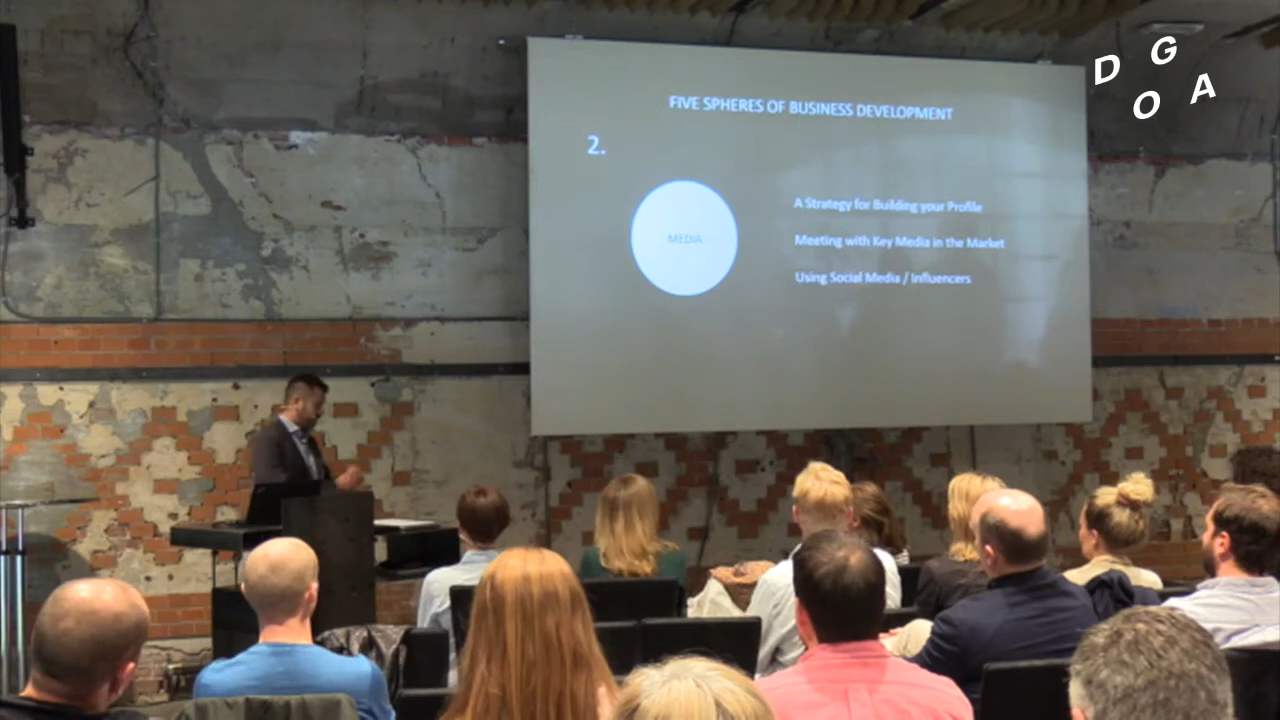 FIVE SPHERES OF BUSINESS DEVELOPMENT
2.
MEDIA
A Strategy for Building your Profile
Meeting with Key Media in the Market
Using Social Media / Influencers
D G
O A